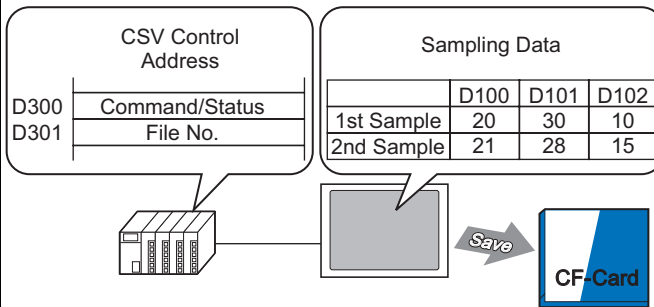 CSV Control
Address
D300 Command/Status
D301 File No.
Sampling Data
D100 D101 D102
1st Sample 20 30 10
2nd Sample 21 28 15
Save
CF-Card